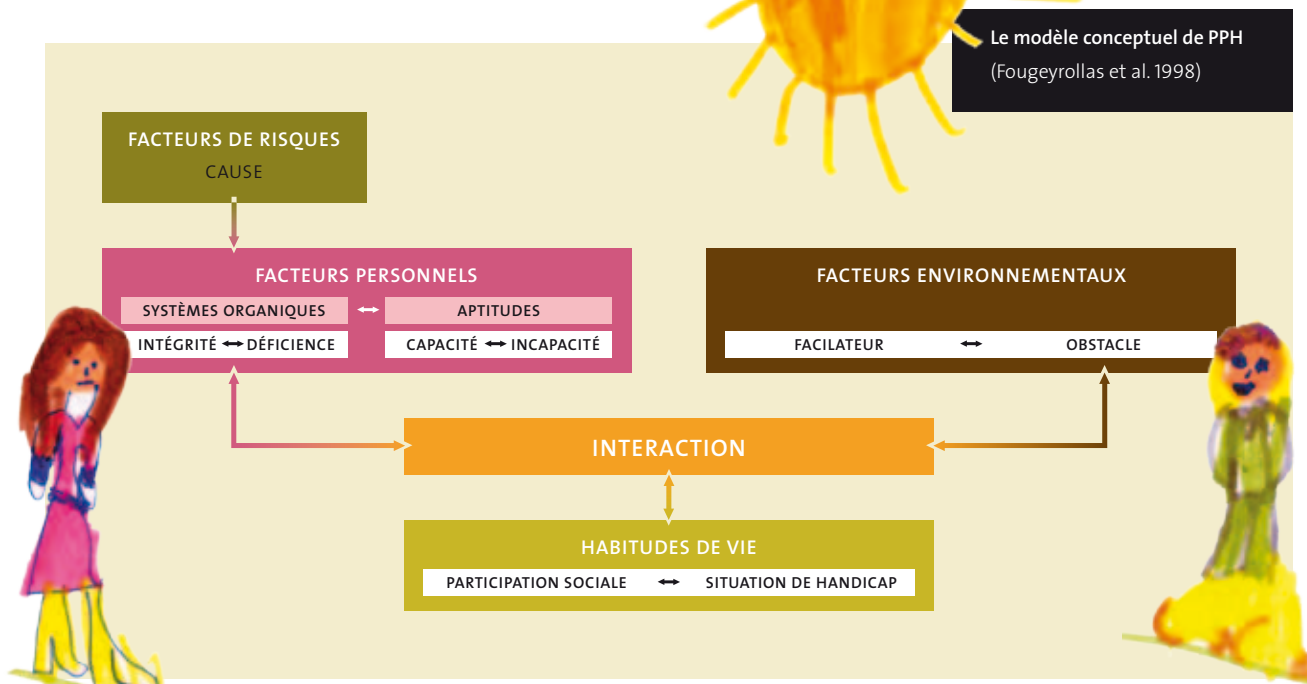 Le modèle conceptuel de PPH
(Fougeyrollas et al. 1998)
FACTEURS DE RISQUES
CAUSE
FACTEURS PERSONNELS
SYSTÈMES ORGANIQUES ↔ APTITUDES
INTÉGRITÉ ↔ DÉFICIENCE
CAPACITÉ ↔ INCAPACITÉ
FACTEURS ENVIRONNEMENTAUX
FACILATEUR ↔ OBSTACLE
INTERACTION
HABITUDES DE VIE
PARTICIPATION SOCIALE ↔ SITUATION DE HANDICAP